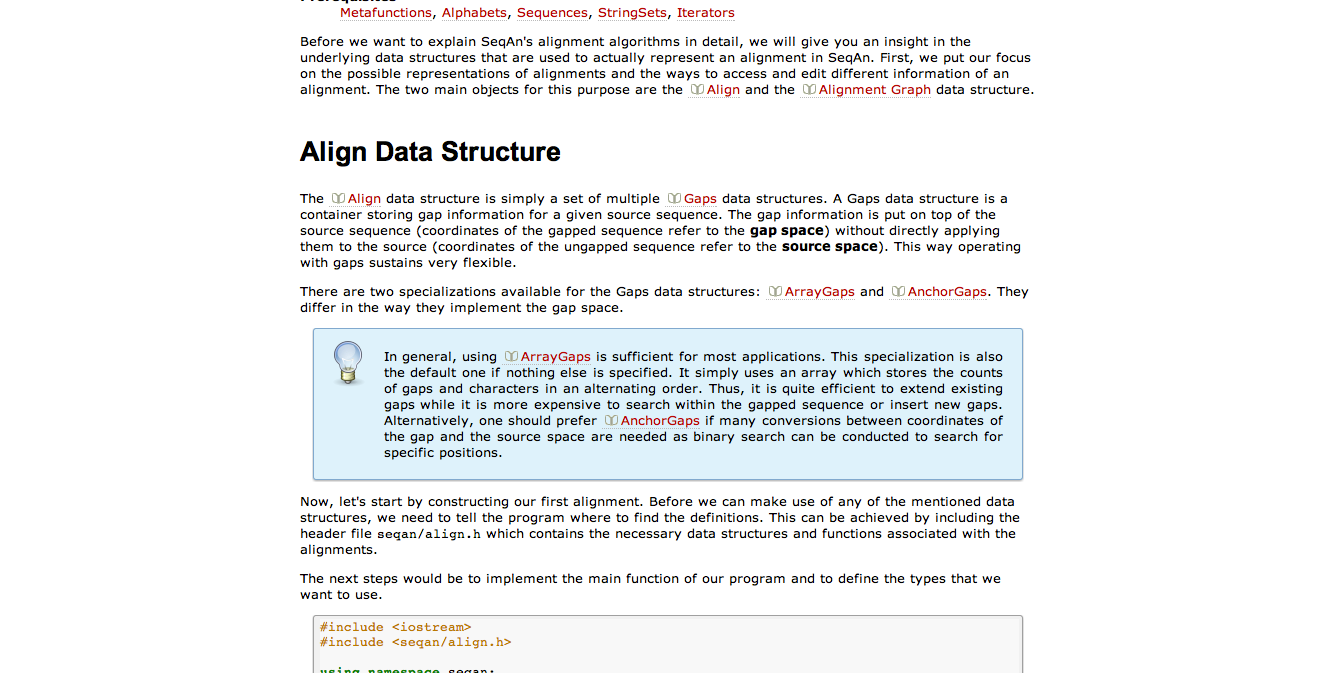 Prerequisites
Metafunctions, Alphabets, Sequences, StringSets, Iterators
Before we want to explain SeqAn's alignment algorithms in detail, we will give you an insight in the
underlying data structures that are used to actually represent an alignment in SeqAn. First, we put our focus
on the possible representations of alignments and the ways to access and edit different information of an
alignment. The two main objects for this purpose are the Align and the Alignment Graph data structure.
Align Data Structure
The Align data structure is simply a set of multiple Gaps data structures. A Gaps data structure is a
container storing gap information for a given source sequence. The gap information is put on top of the
source sequence (coordinates of the gapped sequence refer to the gap space) without directly applying
them to the source (coordinates of the ungapped sequence refer to the source space). This way operating
with gaps sustains very flexible.
There are two specializations available for the Gaps data structures: ArrayGaps and AnchorGaps. They
differ in the way they implement the gap space.
In general, using ArrayGaps is sufficient for most applications. This specialization is also
the default one if nothing else is specified. It simply uses an array which stores the counts
of gaps and characters in an alternating order. Thus, it is quite efficient to extend existing
gaps while it is more expensive to search within the gapped sequence or insert new gaps.
Alternatively, one should prefer AnchorGaps if many conversions between coordinates of
the gap and the source space are needed as binary search can be conducted to search for
specific positions.
Now, let's start by constructing our first alignment. Before we can make use of any of the mentioned data
structures, we need to tell the program where to find the definitions. This can be achieved by including the
header file seqan/align.h which contains the necessary data structures and functions associated with the
alignments.
The next steps would be to implement the main function of our program and to define the types that we
want to use.
#include <iostream>
#include <seqan/align.h>
using namespace seqan;